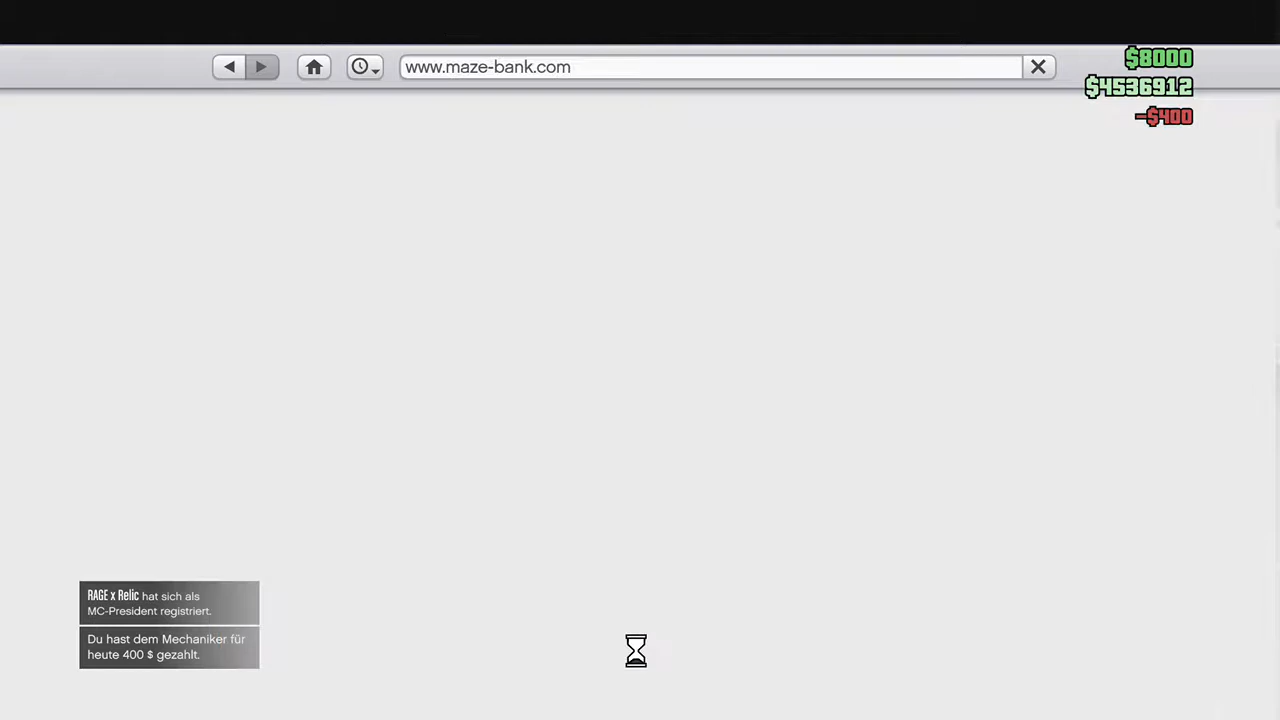 www.maze-bank.com
$8000
$4536912
-$400
RAGE x Relic hat sich als
MC-President registriert.
Du hast dem Mechaniker für
heute 400 $ gezahlt.